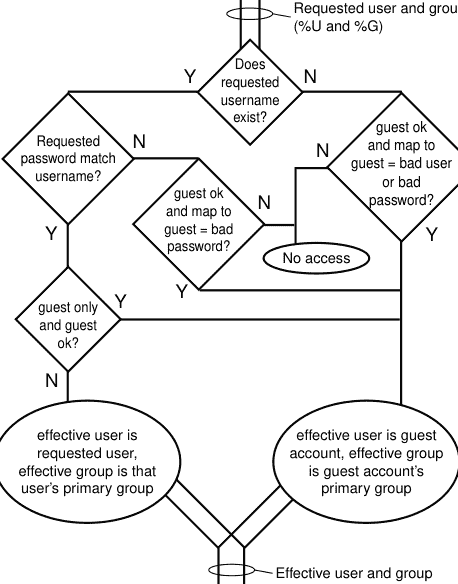 Requested user and grou
(%U and %G)
Does
requested
username
exist?
Y
N
Requested
password match
username?
N
Y
guest ok
and map to
guest = bad
password?
N
Y
guest ok
and map to
guest = bad user
or bad
password?
N
Y
No access
guest only
and guest
ok?
Y
N
effective user is
requested user,
effective group is that
user's primary group
effective user is guest
account, effective group
is guest account's
primary group
Effective user and group